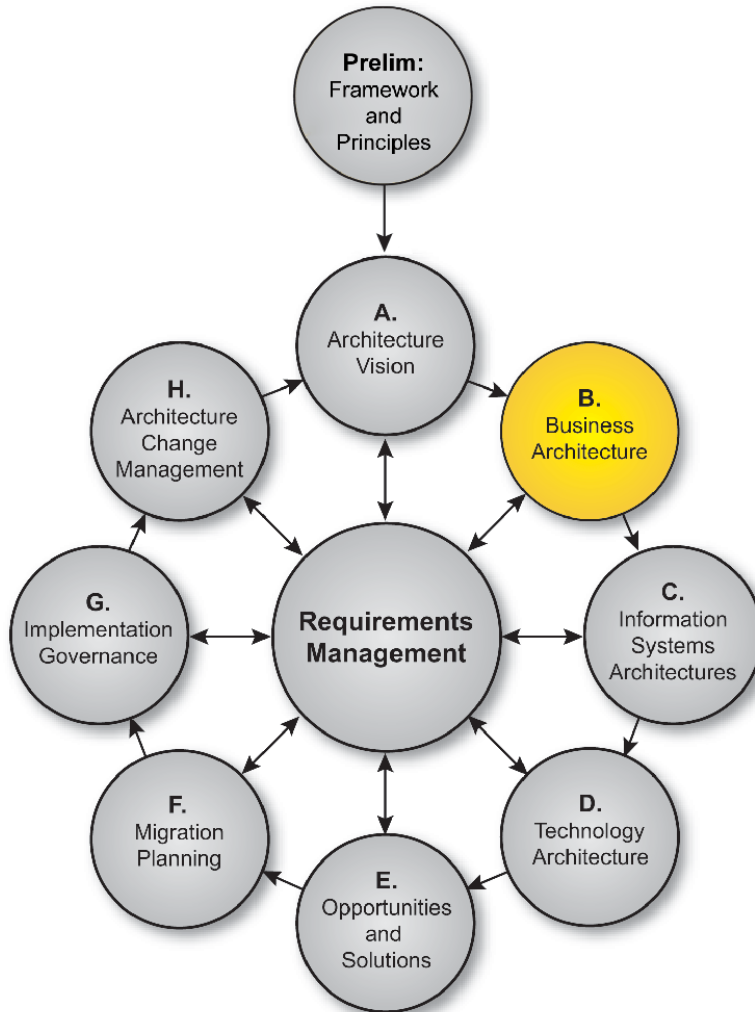 Prelim:
Framework
and
Principles
A.
Architecture
Vision
B.
Business
Architecture
C.
Information
Systems
Architectures
D.
Technology
Architecture
E.
Opportunities
and
Solutions
F.
Migration
Planning
G.
Implementation
Governance
H.
Architecture
Change
Management
Requirements
Management